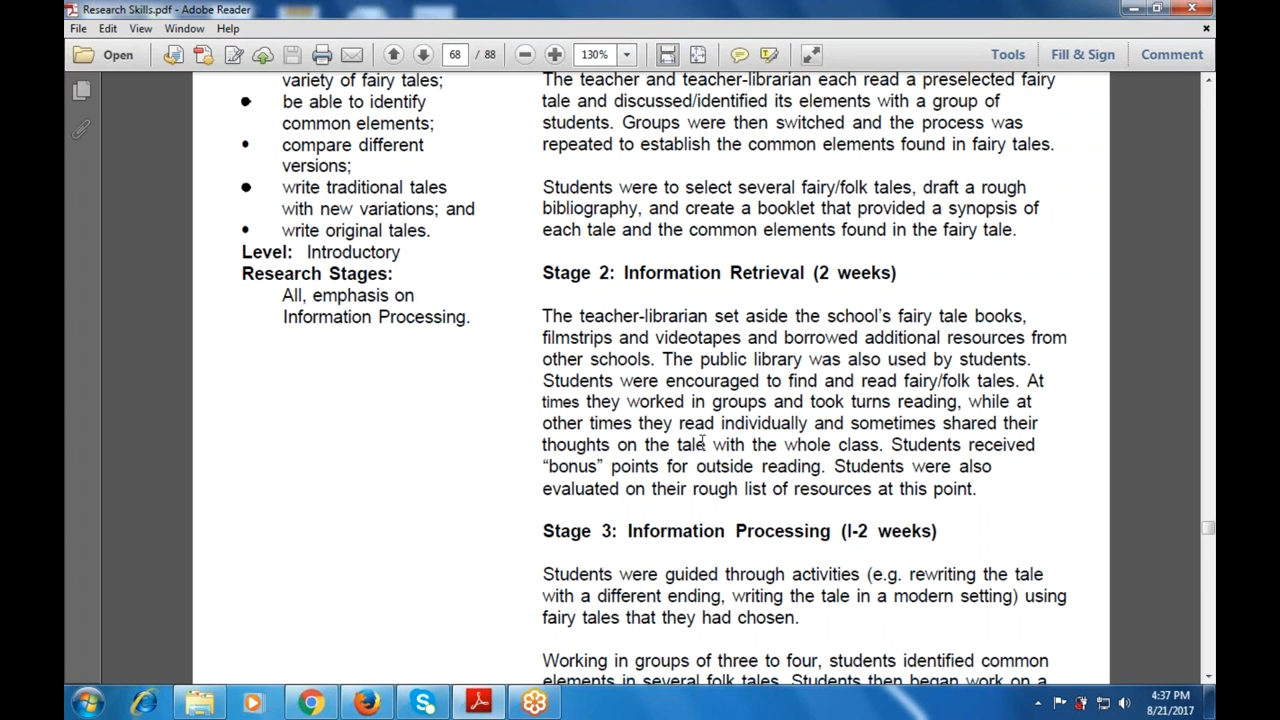 Research Skills.pdf - Adobe Reader
File Edit View Window Help
Open 68 / 88 130% Tools Fill & Sign Comment
variety of fairy tales;
be able to identify
common elements;
compare different
versions;
write traditional tales
with new variations; and
write original tales.
Level: Introductory
Research Stages:
All, emphasis on
Information Processing.
The teacher and teacher-librarian each read a preselected fairy
tale and discussed/identified its elements with a group of
students. Groups were then switched and the process was
repeated to establish the common elements found in fairy tales.
Students were to select several fairy/folk tales, draft a rough
bibliography, and create a booklet that provided a synopsis of
each tale and the common elements found in the fairy tale.
Stage 2: Information Retrieval (2 weeks)
The teacher-librarian set aside the school's fairy tale books,
filmstrips and videotapes and borrowed additional resources from
other schools. The public library was also used by students.
Students were encouraged to find and read fairy/folk tales. At
times they worked in groups and took turns reading, while at
other times they read individually and sometimes shared their
thoughts on the tale with the whole class. Students received
“bonus” points for outside reading. Students were also
evaluated on their rough list of resources at this point.
Stage 3: Information Processing (I-2 weeks)
Students were guided through activities (e.g. rewriting the tale
with a different ending, writing the tale in a modern setting) using
fairy tales that they had chosen.
Working in groups of three to four, students identified common
elements in several folk tales. Students then began work on a
4:37 PM
8/21/2017